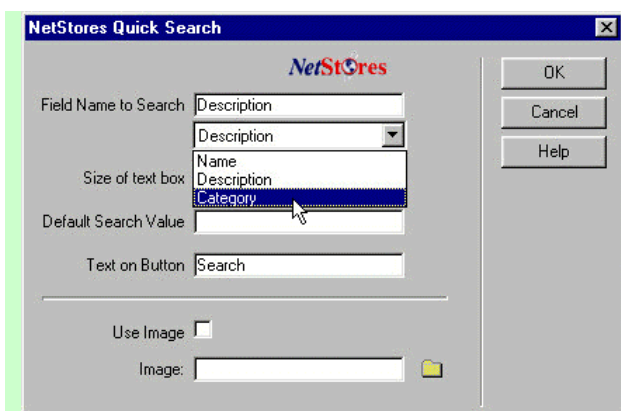 NetStores Quick Search
NetStores
OK
Field Name to Search Description
Cancel
Description
Help
Name
Size of text box Description
Category
Default Search Value
Text on Button Search
Use Image
Image: